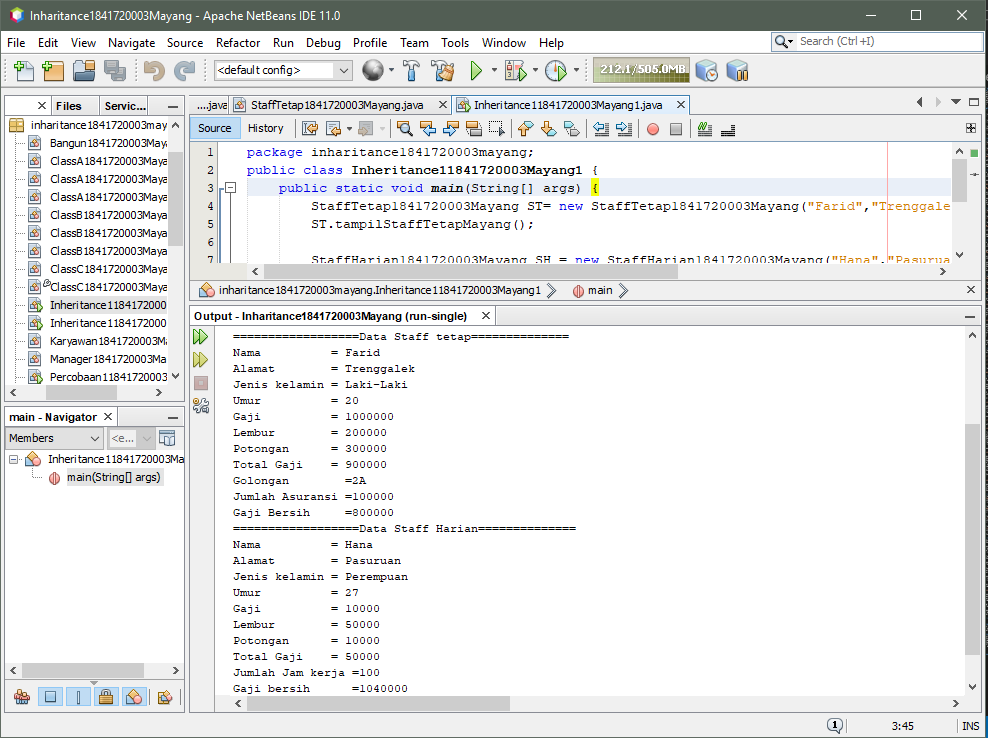 Inharitance1841720003Mayang - Apache NetBeans IDE 11.0
File Edit View Navigate Source Refactor Run Debug Profile Team Tools Window Help
Search (Ctrl+I)
<default config>
212.1/505.0MB
Files Servic...
inharitance1841720003may
Bangun1841720003Maya
ClassA1841720003Maya
ClassA1841720003Maya
ClassA1841720003Maya
ClassB1841720003Maya
ClassB1841720003Maya
ClassB1841720003Maya
ClassC1841720003Maya
ClassC1841720003Maya
Inheritance1184172000
Inheritance1184172000
Karyawan1841720003Ma
Manager1841720003Ma
Percobaan11841720003
main - Navigator
Members
<e...
Inheritance11841720003Ma
main(String[] args)
....java StaffTetap1841720003Mayang.java Inheritance11841720003Mayang1.java
Source History
1 package inharitance1841720003mayang;
2 public class Inheritance11841720003Mayang1 {
3 public static void main(String[] args) {
4 StaffTetap1841720003Mayang ST= new StaffTetap1841720003Mayang("Farid","Trenggalek
5 ST.tampilStaffTetapMayang();
6
7 StaffHarian1841720003Mayang SH = new StaffHarian1841720003Mayang("Hana","Pasurua
inharitance1841720003mayang.Inheritance11841720003Mayang1 main
Output - Inharitance1841720003Mayang (run-single)
==================Data Staff tetap==============
Nama = Farid
Alamat = Trenggalek
Jenis kelamin = Laki-Laki
Umur = 20
Gaji = 1000000
Lembur = 200000
Potongan = 300000
Total Gaji = 900000
Golongan =2A
Jumlah Asuransi =100000
Gaji Bersih =800000
==================Data Staff Harian==============
Nama = Hana
Alamat = Pasuruan
Jenis kelamin = Perempuan
Umur = 27
Gaji = 10000
Lembur = 50000
Potongan = 10000
Total Gaji = 50000
Jumlah Jam kerja =100
Gaji bersih =1040000
1 3:45 INS